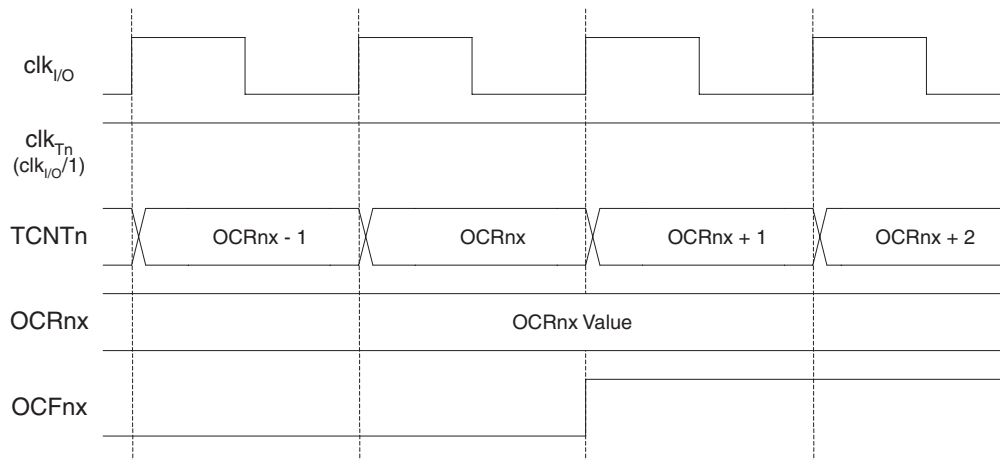 clkI/O
clkTn
(clkI/O/1)
TCNTn
OCRnx - 1
OCRnx
OCRnx + 1
OCRnx + 2
OCRnx
OCRnx Value
OCFnx